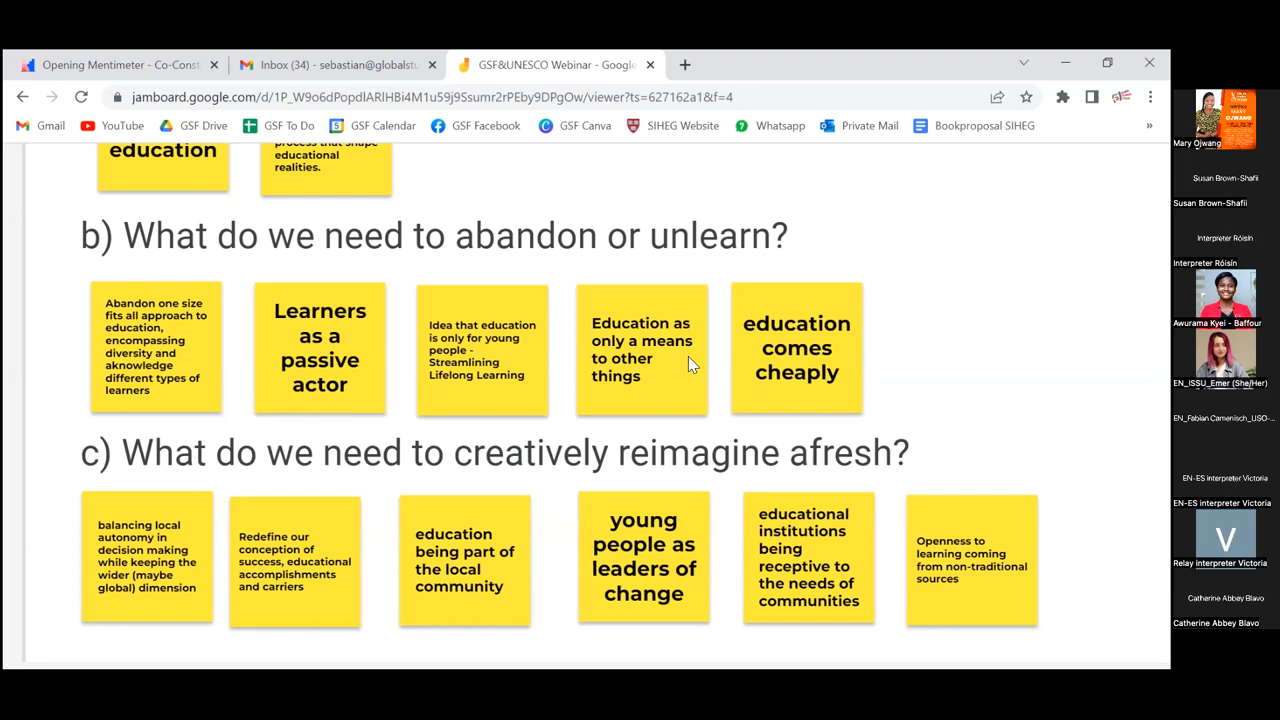 Opening Mentimeter - Co-Const
Inbox (34) - sebastian@globalstu
GSF&UNESCO Webinar - Google
jamboard.google.com/d/1P_W9o6dPopdlARlHBi4M1u59j9Ssumr2rPEby9DPgOw/viewer?ts=627162a1&f=4
Gmail
YouTube
GSF Drive
GSF To Do
GSF Calendar
GSF Facebook
GSF Canva
SIHEG Website
Whatsapp
Private Mail
Bookproposal SIHEG
»
education
process that shape
educational
realities.
b) What do we need to abandon or unlearn?
Abandon one size
fits all approach to
education,
encompassing
diversity and
aknowledge
different types of
learners
Learners
as a
passive
actor
Idea that education
is only for young
people -
Streamlining
Lifelong Learning
Education as
only a means
to other
things
education
comes
cheaply
c) What do we need to creatively reimagine afresh?
balancing local
autonomy in
decision making
while keeping the
wider (maybe
global) dimension
Redefine our
conception of
success, educational
accomplishments
and carriers
education
being part of
the local
community
young
people as
leaders of
change
educational
institutions
being
receptive to
the needs of
communities
Openness to
learning coming
from non-traditional
sources
MARY
OJWANG
Mary Ojwang
Susan Brown-Shafii
Susan Brown-Shafii
Interpreter Róisín
Interpreter Róisín
Awurama Kyei - Baffour
EN_ISSU_Emer (She/Her)
EN_Fabian Camenisch_USO-...
EN-ES interpreter Victoria
EN-ES interpreter Victoria
V
Relay interpreter Victoria
Catherine Abbey Blavo
Catherine Abbey Blavo